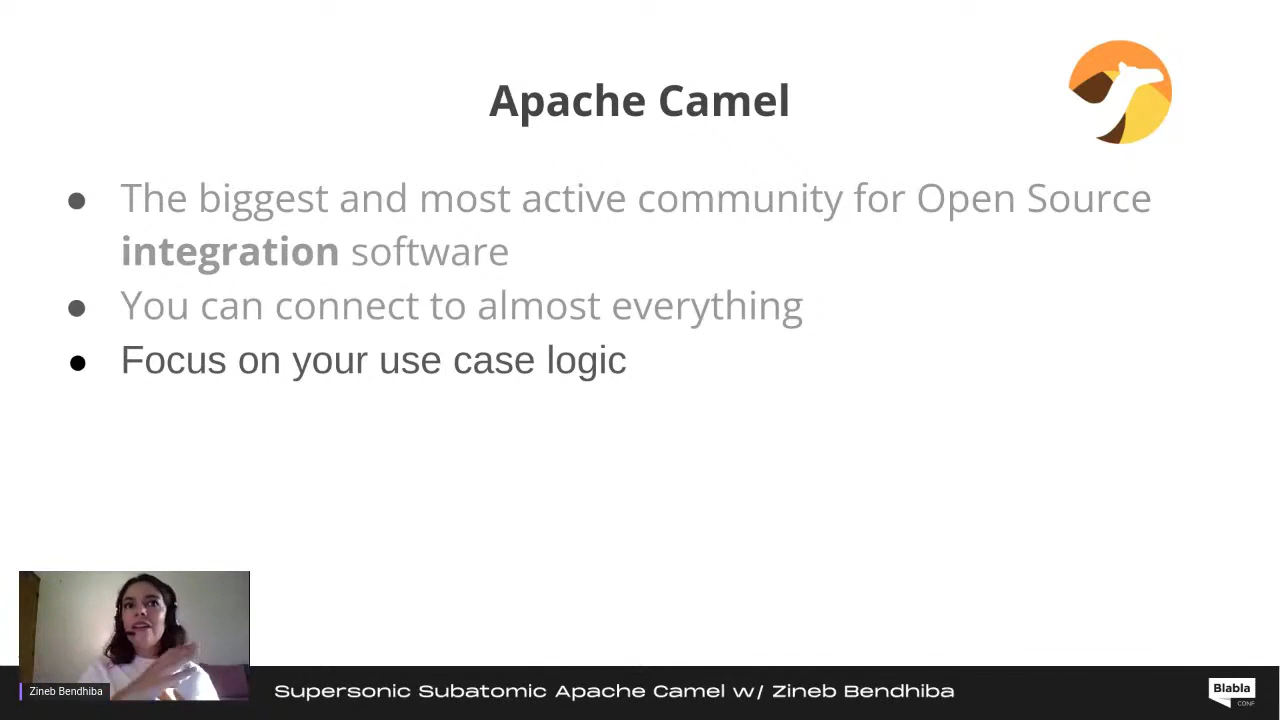 Apache Camel
● The biggest and most active community for Open Source
integration software
● You can connect to almost everything
● Focus on your use case logic
Zineb Bendhiba
Supersonic Subatomic Apache Camel w/ Zineb Bendhiba
Blabla
CONF